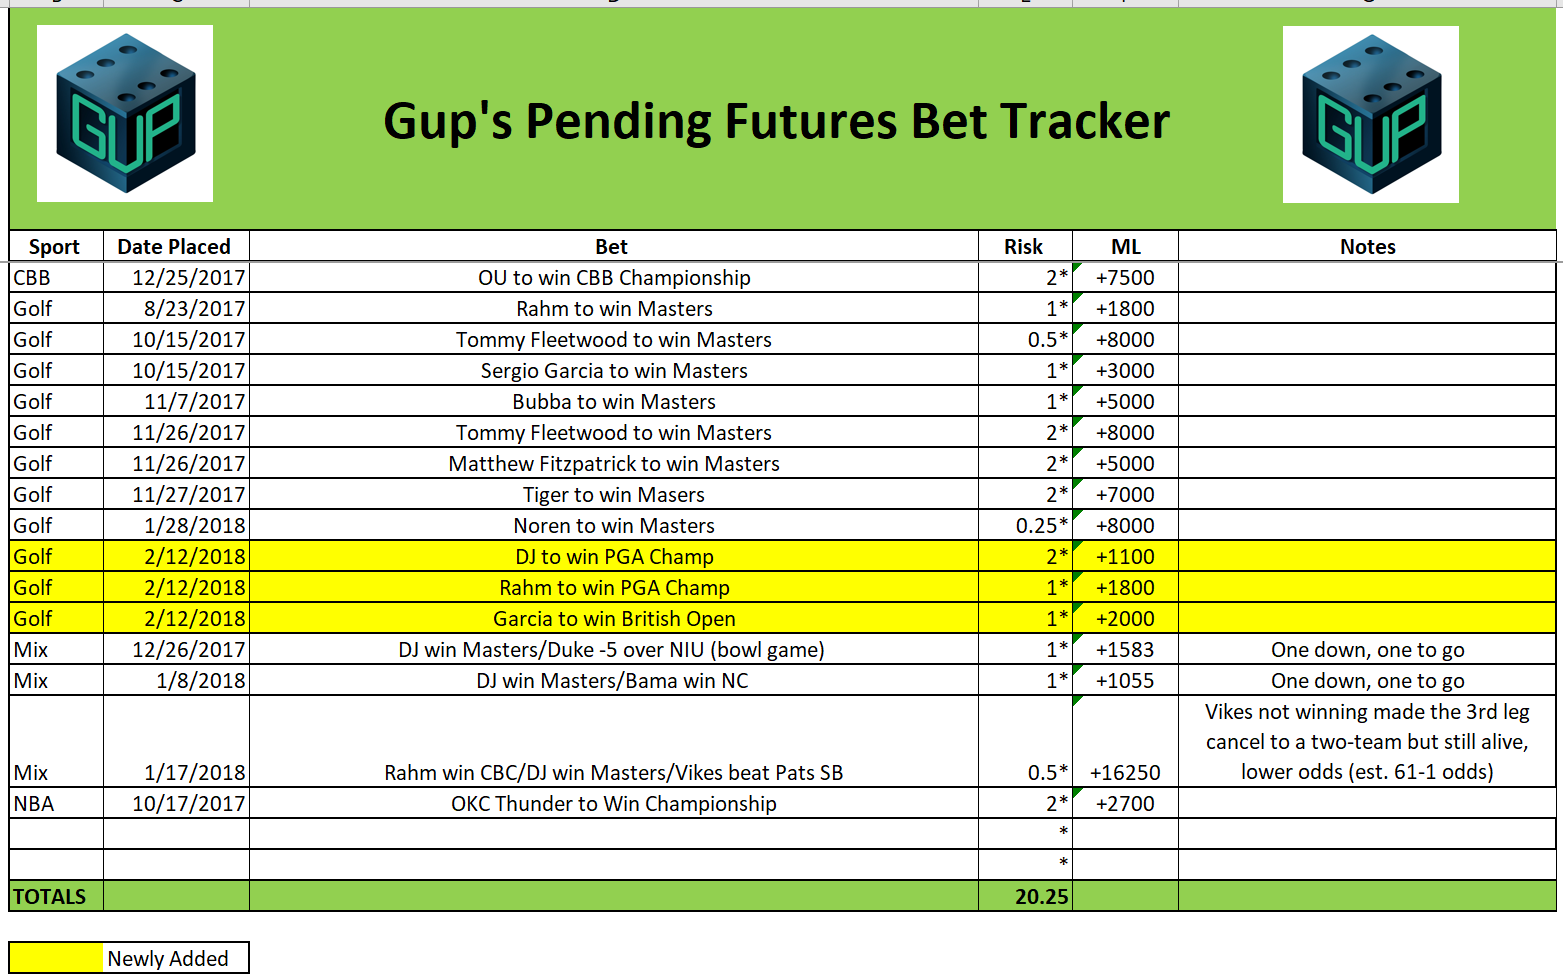 GUP
Gup's Pending Futures Bet Tracker
GUP
Sport Date Placed Bet Risk ML Notes
CBB 12/25/2017 OU to win CBB Championship 2* +7500
Golf 8/23/2017 Rahm to win Masters 1* +1800
Golf 10/15/2017 Tommy Fleetwood to win Masters 0.5* +8000
Golf 10/15/2017 Sergio Garcia to win Masters 1* +3000
Golf 11/7/2017 Bubba to win Masters 1* +5000
Golf 11/26/2017 Tommy Fleetwood to win Masters 2* +8000
Golf 11/26/2017 Matthew Fitzpatrick to win Masters 2* +5000
Golf 11/27/2017 Tiger to win Masers 2* +7000
Golf 1/28/2018 Noren to win Masters 0.25* +8000
Golf 2/12/2018 DJ to win PGA Champ 2* +1100
Golf 2/12/2018 Rahm to win PGA Champ 1* +1800
Golf 2/12/2018 Garcia to win British Open 1* +2000
Mix 12/26/2017 DJ win Masters/Duke -5 over NIU (bowl game) 1* +1583 One down, one to go
Mix 1/8/2018 DJ win Masters/Bama win NC 1* +1055 One down, one to go
Vikes not winning made the 3rd leg
cancel to a two-team but still alive,
Mix 1/17/2018 Rahm win CBC/DJ win Masters/Vikes beat Pats SB 0.5* +16250 lower odds (est. 61-1 odds)
NBA 10/17/2017 OKC Thunder to Win Championship 2* +2700
*
*
TOTALS 20.25
Newly Added